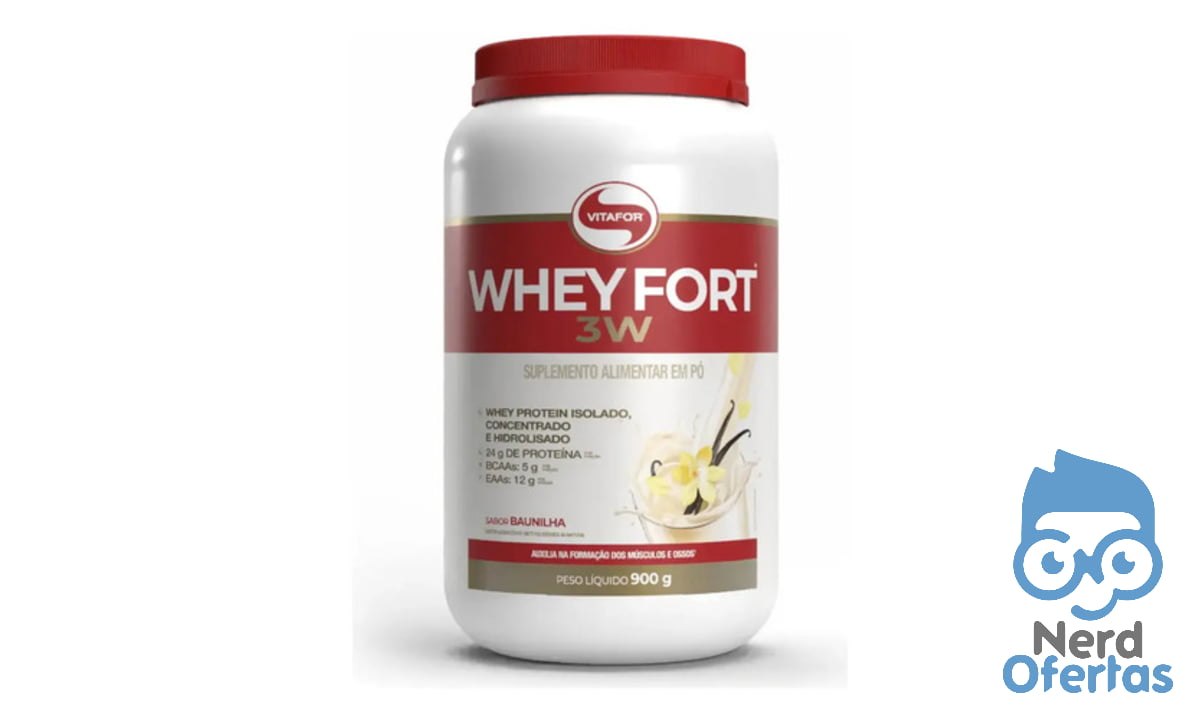 VITAFOR
WHEY FORT
3W
SUPLEMENTO ALIMENTAR EM PÓ
WHEY PROTEIN ISOLADO,
CONCENTRADO
E HIDROLISADO
24 g DE PROTEÍNA
BCAAs: 5 g
EAAs: 12 g
SABOR BAUNILHA
AUXILIA NA FORMAÇÃO DOS MÚSCULOS E OSSOS
PESO LÍQUIDO 900 g
Nerd
Ofertas